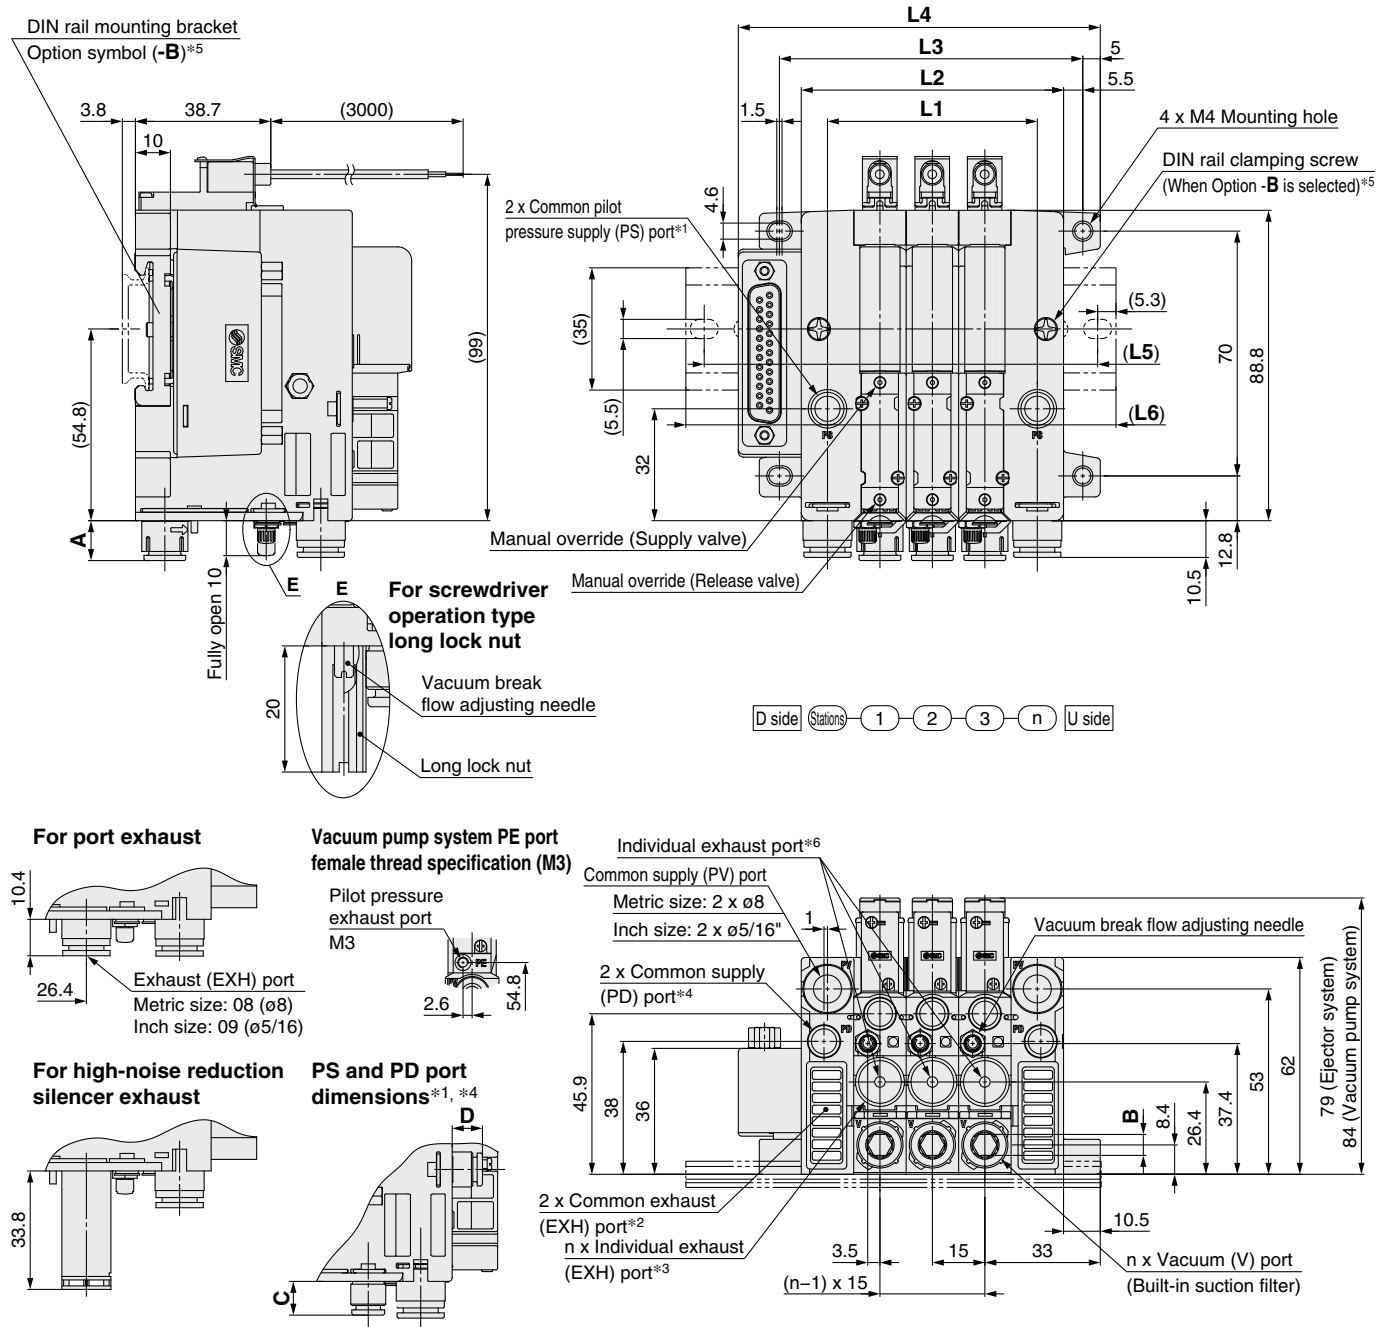 DIN rail mounting bracket
Option symbol (-B)*5
3.8
38.7
(3000)
10
(99)
(54.8)
SMC
A
Fully open 10
E
E
For screwdriver
operation type
long lock nut
20
Vacuum break
flow adjusting needle
Long lock nut
L4
L3
5
L2
5.5
1.5
L1
4 x M4 Mounting hole
DIN rail clamping screw
(When Option -B is selected)*5
4.6
2 x Common pilot
pressure supply (PS) port*1
(35)
(5.3)
(L5)
70
88.8
(5.5)
(L6)
PS
PS
32
Manual override (Supply valve)
Manual override (Release valve)
12.8
10.5
D side
Stations
1
2
3
n
U side
For port exhaust
10.4
26.4
Exhaust (EXH) port
Metric size: 08 (ø8)
Inch size: 09 (ø5/16)
Vacuum pump system PE port
female thread specification (M3)
Pilot pressure
exhaust port
M3
PE
PV
2.6
54.8
For high-noise reduction
silencer exhaust
33.8
PS and PD port
dimensions*1, *4
D
C
Individual exhaust port*6
Common supply (PV) port
Metric size: 2 x ø8
Inch size: 2 x ø5/16"
1
Vacuum break flow adjusting needle
2 x Common supply
(PD) port*4
PV
PV
PD
PD
V
V
V
45.9
38
36
B
8.4
26.4
37.4
53
62
79 (Ejector system)
84 (Vacuum pump system)
2 x Common exhaust
(EXH) port*2
n x Individual exhaust
(EXH) port*3
3.5
15
33
10.5
(n–1) x 15
n x Vacuum (V) port
(Built-in suction filter)